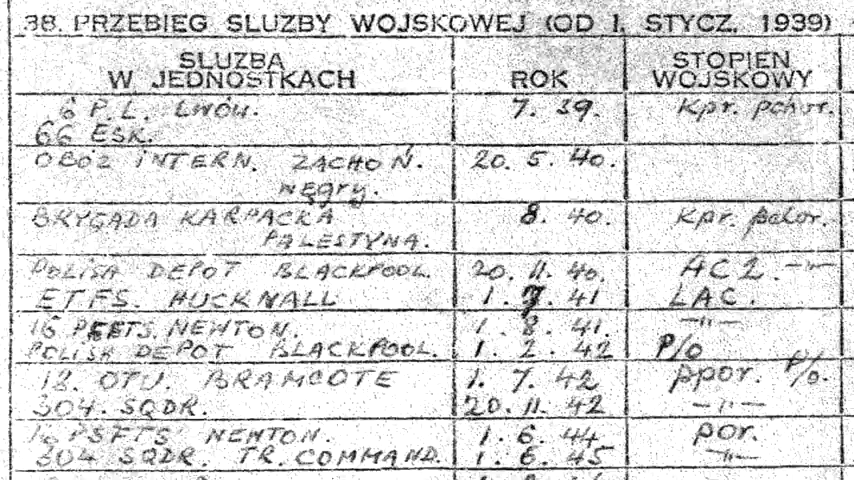 38. PRZEBIEG SLUZBY WOJSKOWEJ (OD 1. STYCZ. 1939)
SLUZBA W JEDNOSTKACH ROK STOPIEN WOJSKOWY
6 P.L. LWÓW. 7. 39. Kpr. pchor.
66 ESK.
OBÓZ INTERN. ZACHOŃ. 20. 5. 40.
WĘGRY.
BRYGADA KARPACKA 8. 40. Kpr. pchor.
PALESTYNA.
POLISH DEPOT BLACKPOOL. 20. 11. 40. AC2. -"-
ETFS. HUCKNALL 1. 7. 41 LAC.
16 NEWTON. 1. 8. 41. -"-
POLISH DEPOT BLACKPOOL. 1. 2. 42 P/O
18. OTU. BRAMCOTE 1. 7. 42 ppor. P/O.
304. SQDR. 20. 11. 42 -"-
16 PSFTS NEWTON. 1. 6. 44 por.
304 SQDR. TR. COMMAND. 1. 6. 45 -"-